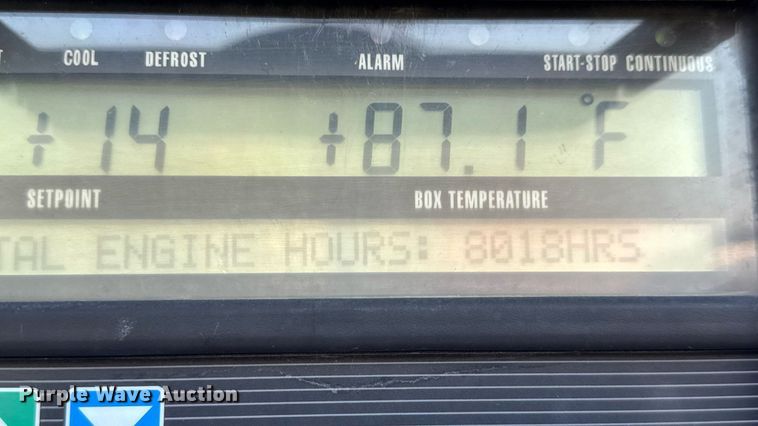 COOL DEFROST ALARM START-STOP CONTINUOUS
+14 +87.1 °F
SETPOINT BOX TEMPERATURE
TAL ENGINE HOURS: 8018HRS
Purple Wave Auction